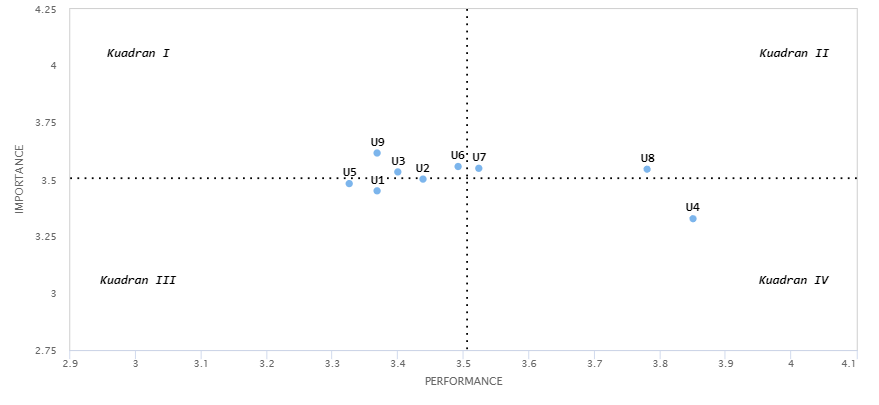 4.25
4
3.75
3.5
3.25
3
2.75
IMPORTANCE
Kuadran I
Kuadran II
U9
U3
U6
U7
U8
U5
U1
U2
U4
Kuadran III
Kuadran IV
2.9 3 3.1 3.2 3.3 3.4 3.5 3.6 3.7 3.8 3.9 4 4.1
PERFORMANCE